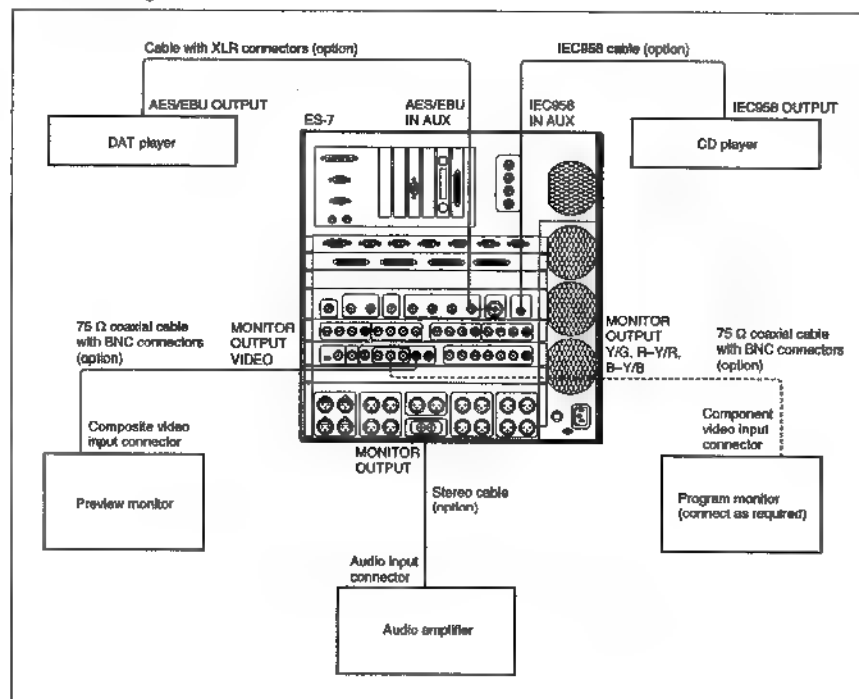 Cable with XLR connectors (option)
IEC958 cable (option)
AES/EBU OUTPUT
ES-7
AES/EBU
IN AUX
IEC958
IN AUX
IEC958 OUTPUT
DAT player
CD player
75 Ω coaxial cable
with BNC connectors
(option)
MONITOR
OUTPUT
VIDEO
MONITOR
OUTPUT
Y/G, R–Y/R,
B–Y/B
75 Ω coaxial cable
with BNC connectors
(option)
Composite video
input connector
Component
video input
connector
MONITOR
OUTPUT
Preview monitor
Stereo cable
(option)
Program monitor
(connect as required)
Audio input
connector
Audio amplifier